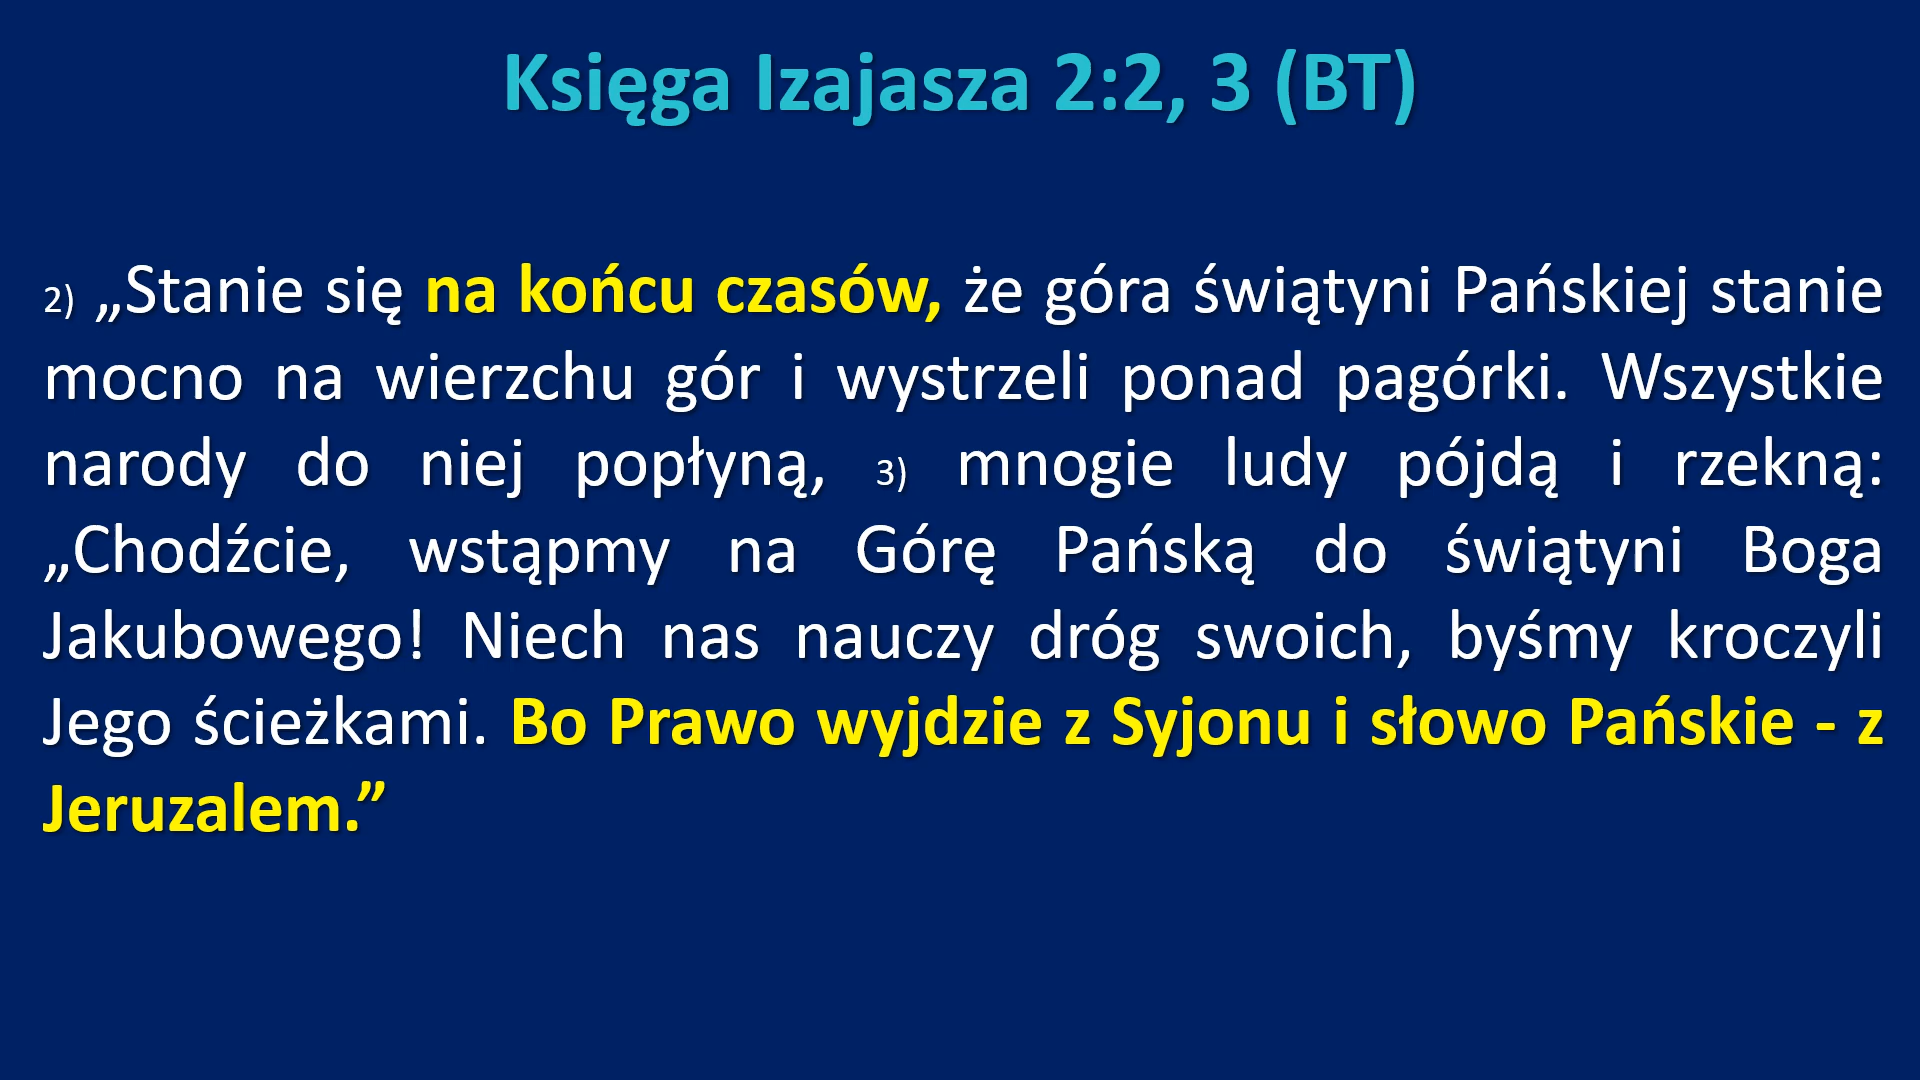 Księga Izajasza 2:2, 3 (BT)
2) „Stanie się na końcu czasów, że góra świątyni Pańskiej stanie
mocno na wierzchu gór i wystrzeli ponad pagórki. Wszystkie
narody do niej popłyną, 3) mnogie ludy pójdą i rzekną:
„Chodźcie, wstąpmy na Górę Pańską do świątyni Boga
Jakubowego! Niech nas nauczy dróg swoich, byśmy kroczyli
Jego ścieżkami. Bo Prawo wyjdzie z Syjonu i słowo Pańskie - z
Jeruzalem.”